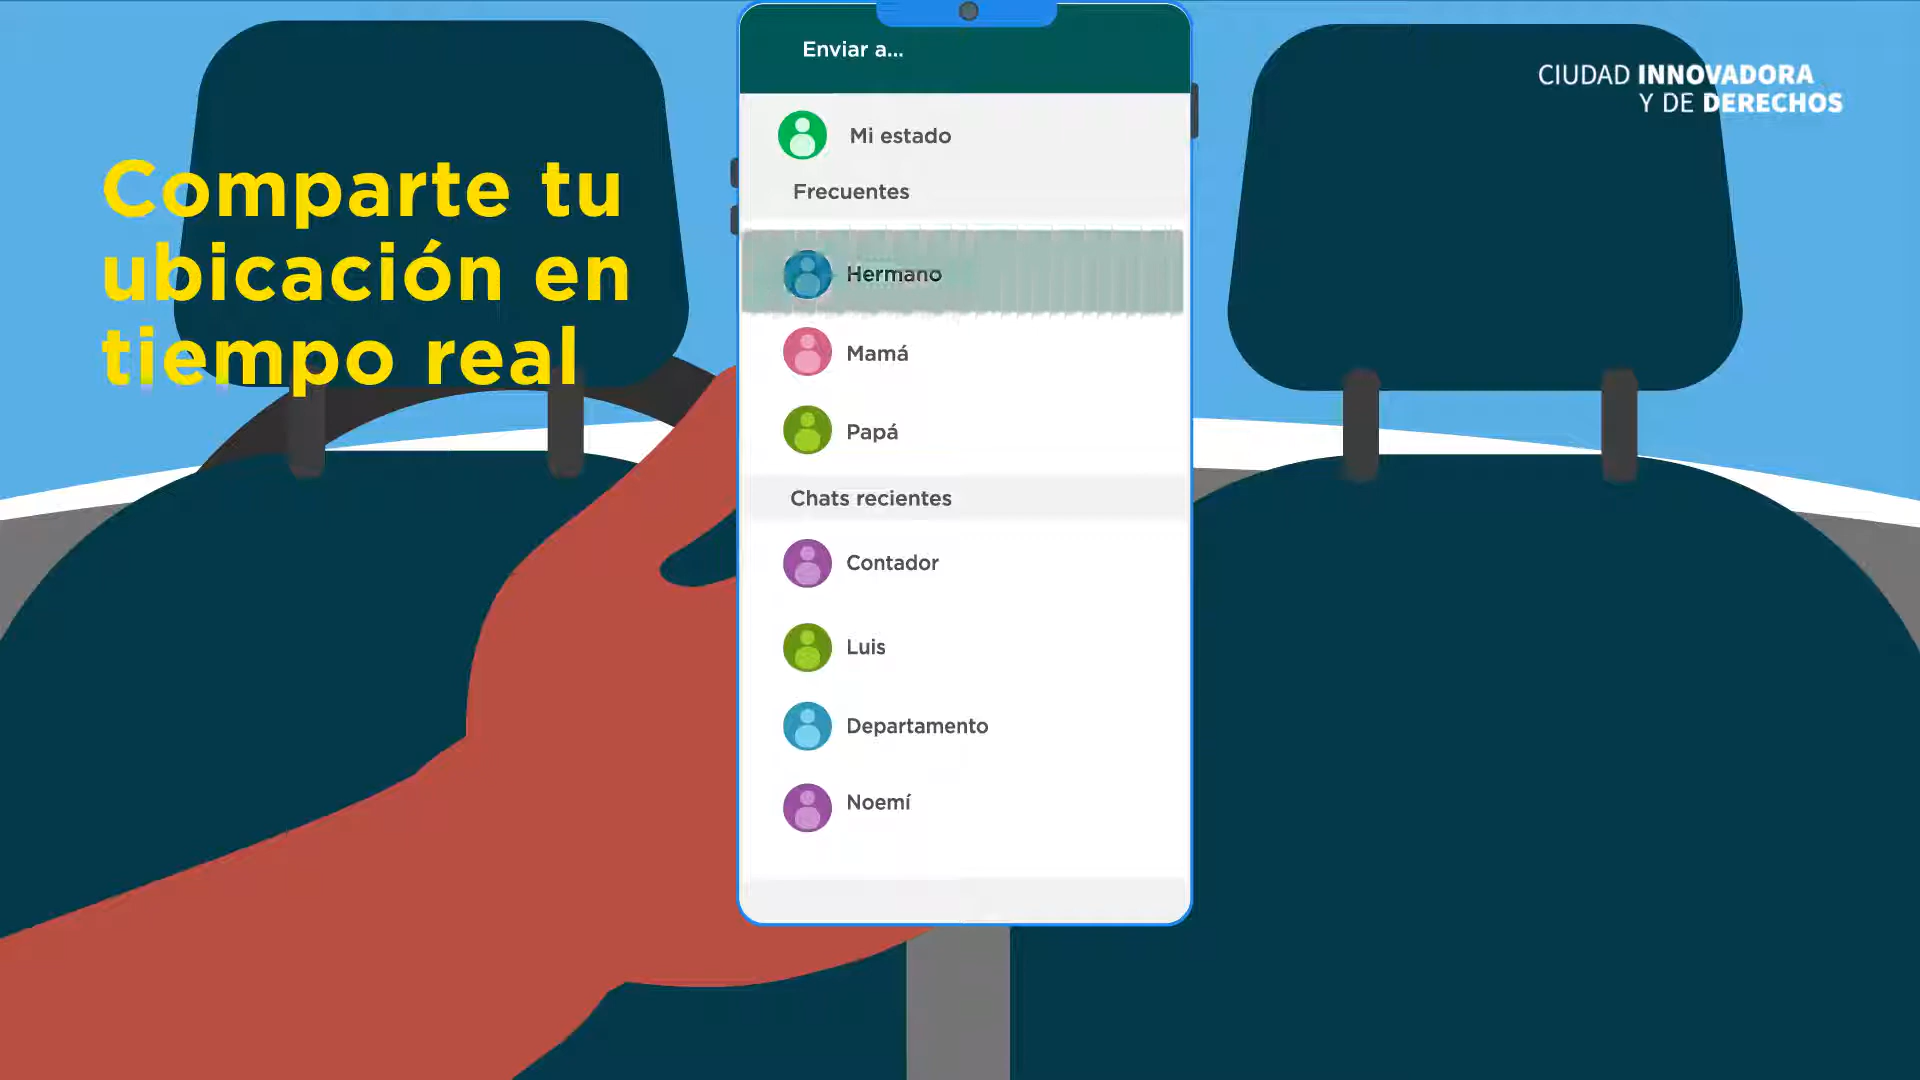 Comparte tu
ubicación en
tiempo real
Enviar a...
Mi estado
Frecuentes
Hermano
Mamá
Papá
Chats recientes
Contador
Luis
Departamento
Noemí
CIUDAD INNOVADORA
Y DE DERECHOS